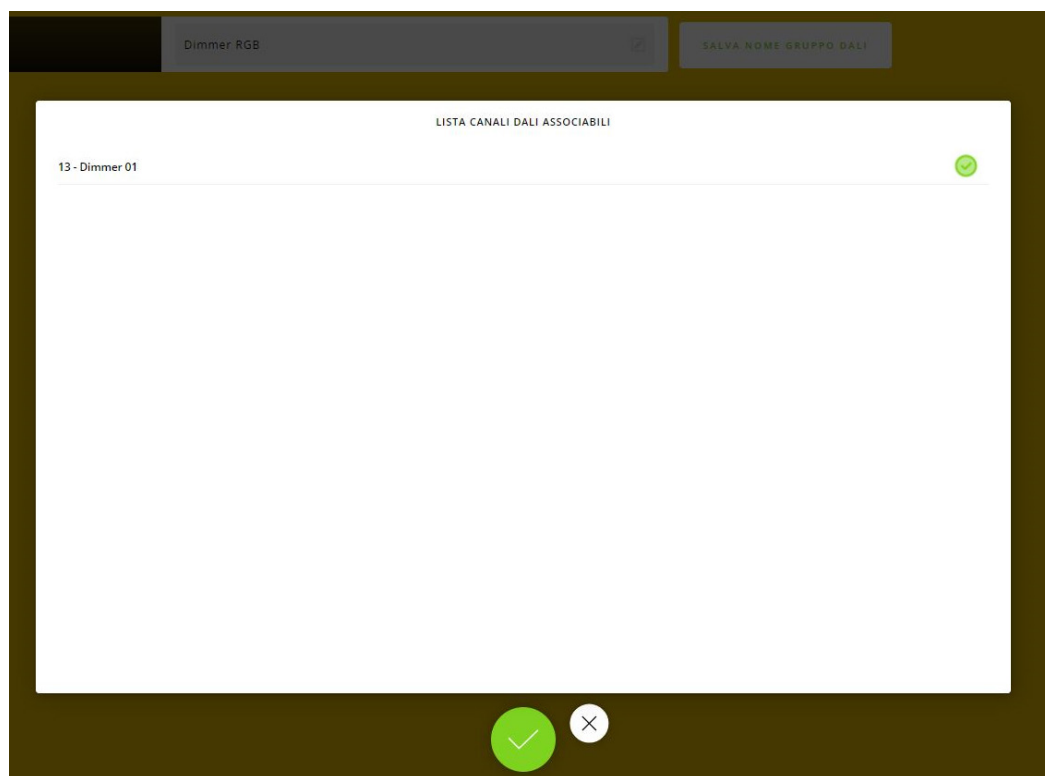 Dimmer RGB
SALVA NOME GRUPPO DALI
LISTA CANALI DALI ASSOCIABILI
13 - Dimmer 01